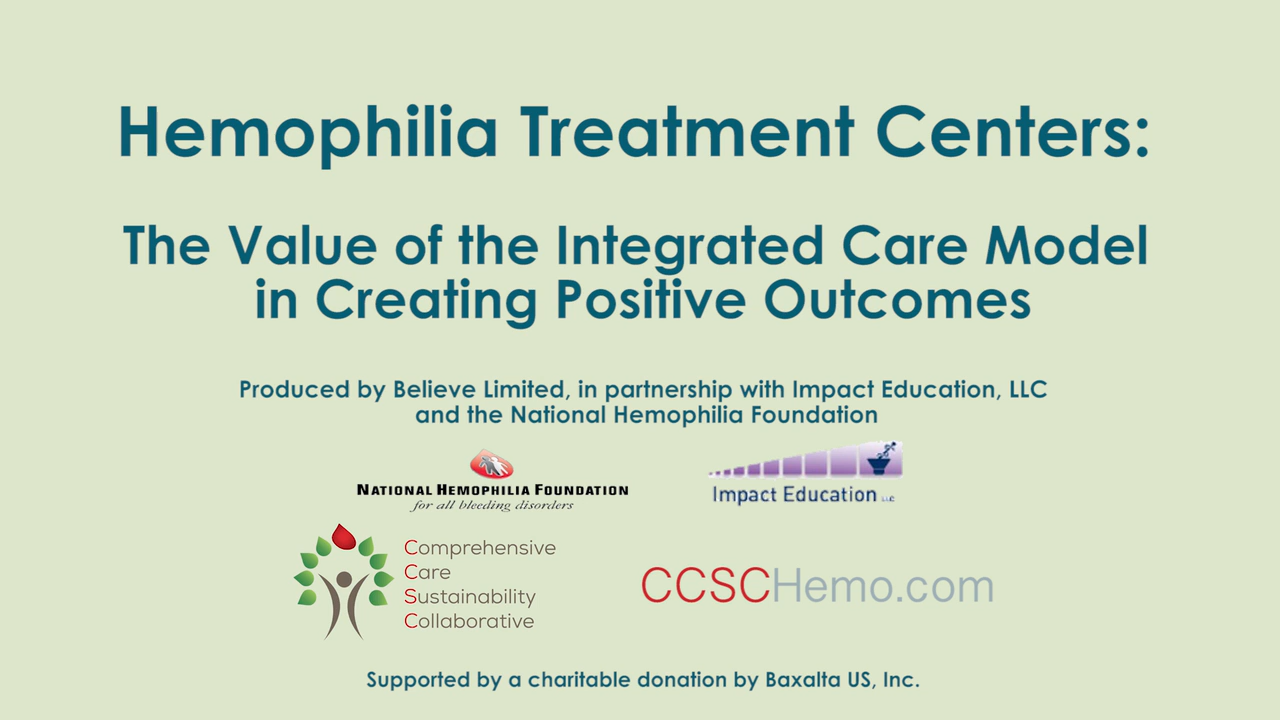 Hemophilia Treatment Centers:
The Value of the Integrated Care Model
in Creating Positive Outcomes
Produced by Believe Limited, in partnership with Impact Education, LLC
and the National Hemophilia Foundation
NATIONAL HEMOPHILIA FOUNDATION
for all bleeding disorders
Impact Education LLC
Comprehensive
Care
Sustainability
Collaborative
CCSCHemo.com
Supported by a charitable donation by Baxalta US, Inc.